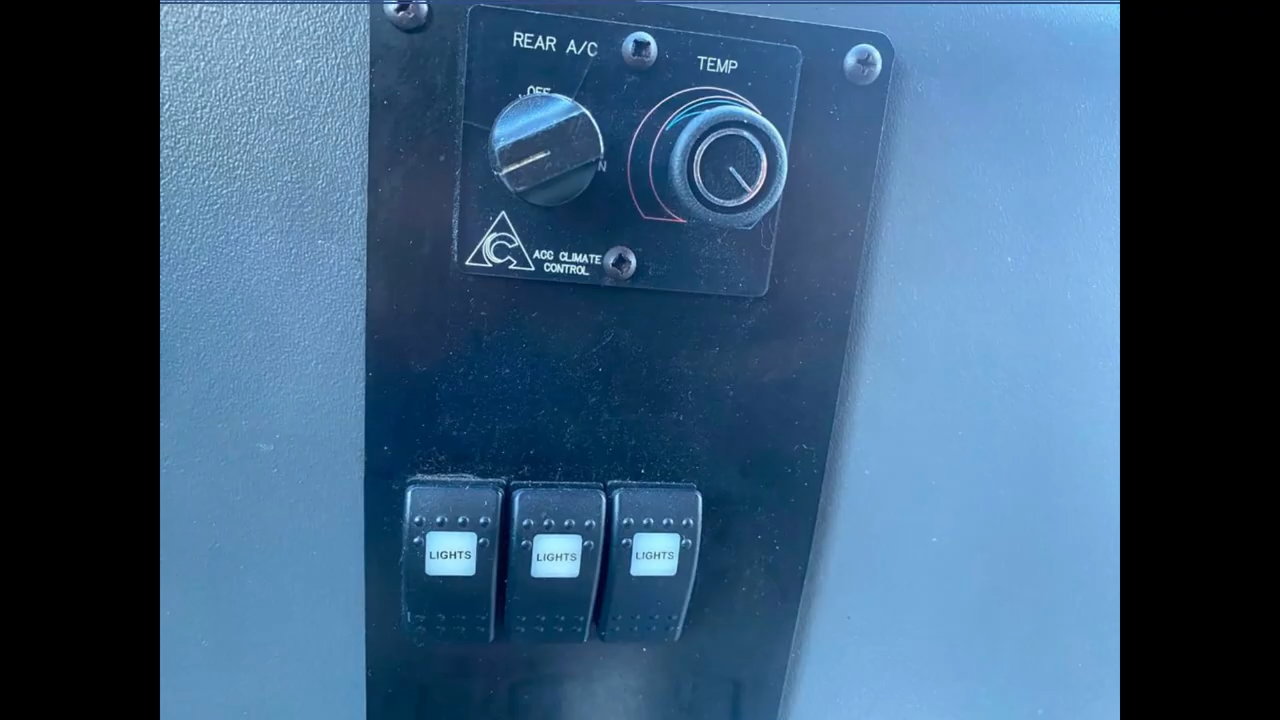 REAR A/C
TEMP
OFF
ACC CLIMATE
CONTROL
LIGHTS
LIGHTS
LIGHTS